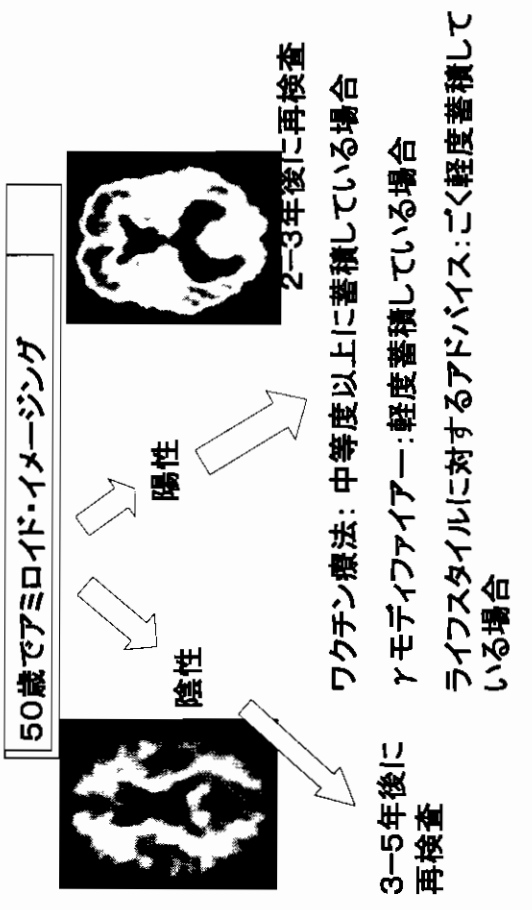 50歳でアミロイド・イメージング
陰性
陽性
3−5年後に
再検査
2−3年後に再検査
ワクチン療法: 中等度以上に蓄積している場合
γモディファイアー:軽度蓄積している場合
ライフスタイルに対するアドバイス:ごく軽度蓄積して
いる場合